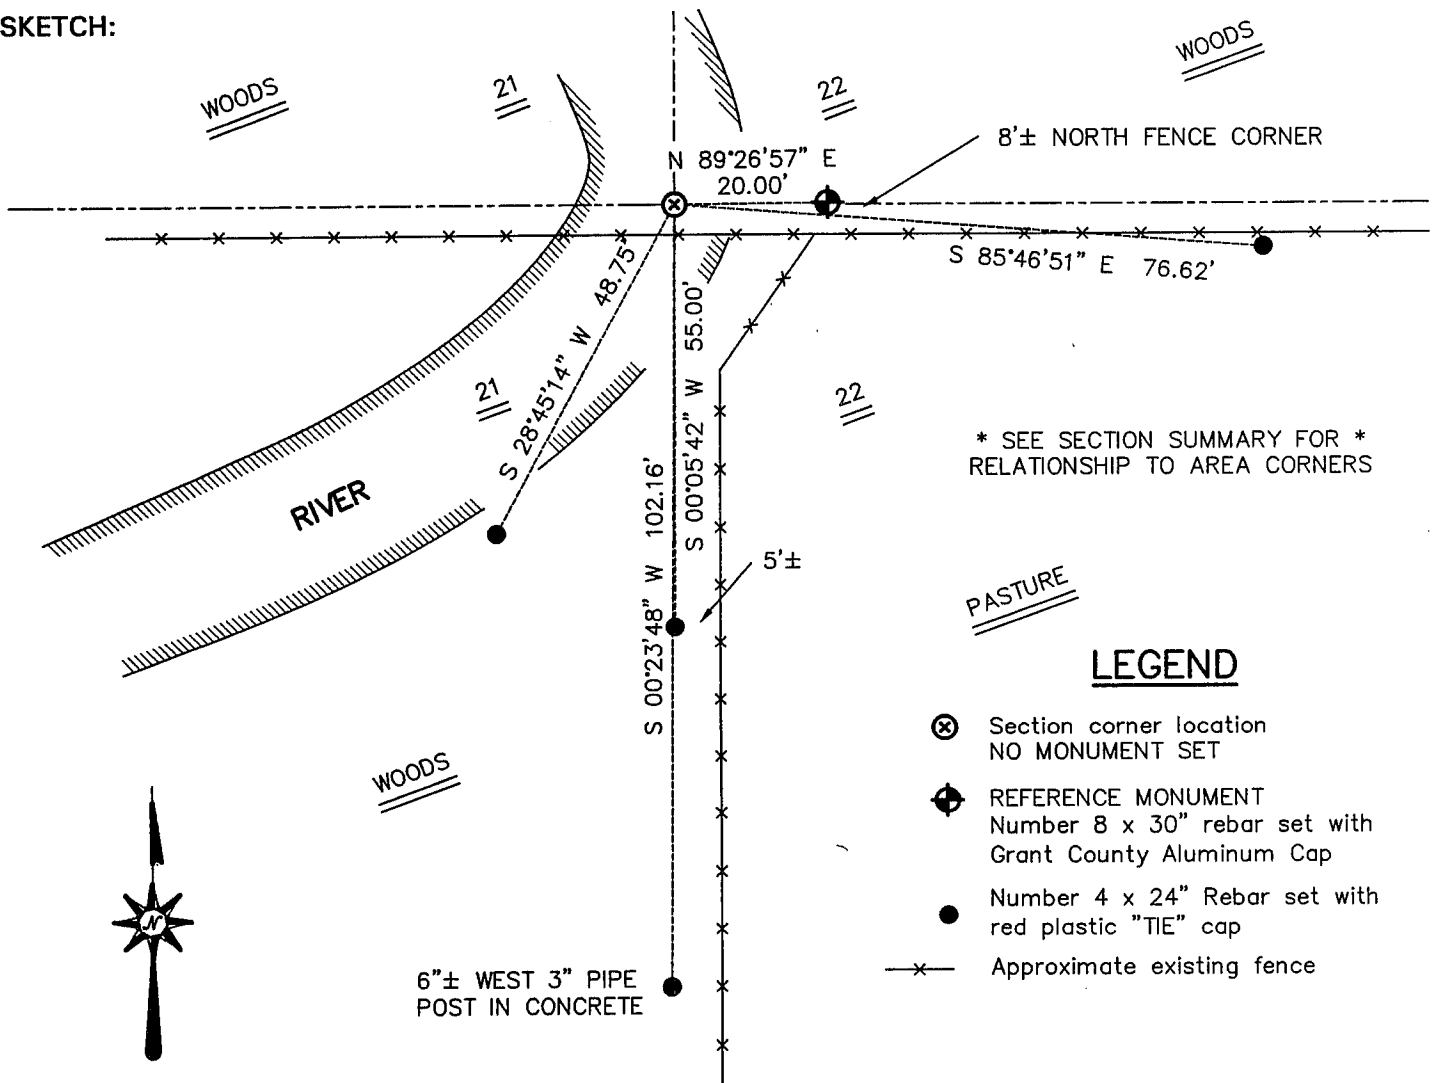 SKETCH:
WOODS
21
22
WOODS
8'± NORTH FENCE CORNER
N 89°26'57" E
20.00'
S 85°46'51" E 76.62'
S 28°45'14" W 48.75'
S 00°05'42" W 55.00'
S 00°23'48" W 102.16'
21
22
* SEE SECTION SUMMARY FOR *
RELATIONSHIP TO AREA CORNERS
RIVER
5'±
PASTURE
WOODS
LEGEND
Section corner location
NO MONUMENT SET
REFERENCE MONUMENT
Number 8 x 30" rebar set with
Grant County Aluminum Cap
Number 4 x 24" Rebar set with
red plastic "TIE" cap
Approximate existing fence
N
6"± WEST 3" PIPE
POST IN CONCRETE